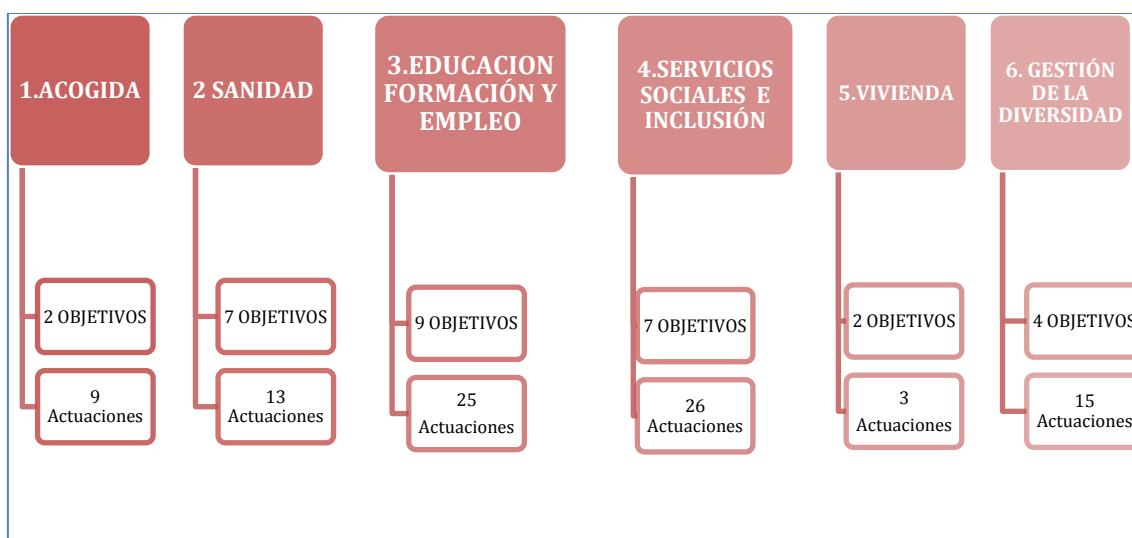 1.ACOGIDA
2 OBJETIVOS
9
Actuaciones
2 SANIDAD
7 OBJETIVOS
13
Actuaciones
3.EDUCACION
FORMACIÓN Y
EMPLEO
9 OBJETIVOS
25
Actuaciones
4.SERVICIOS
SOCIALES E
INCLUSIÓN
7 OBJETIVOS
26
Actuaciones
5.VIVIENDA
2 OBJETIVOS
3
Actuaciones
6. GESTIÓN
DE LA
DIVERSIDAD
4 OBJETIVOS
15
Actuaciones